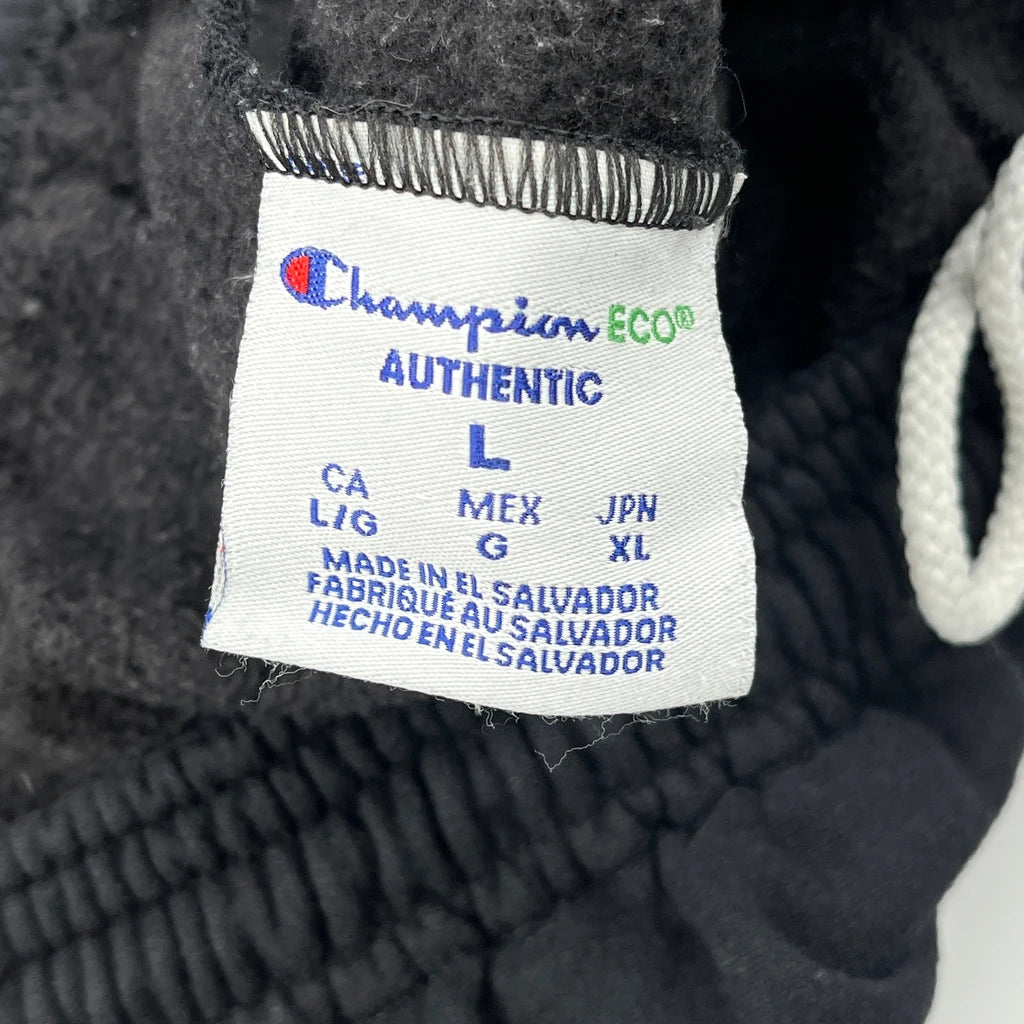 Champion ECO®
AUTHENTIC
L
CA MEX JPN
L/G G XL
MADE IN EL SALVADOR
FABRIQUÉ AU SALVADOR
HECHO EN EL SALVADOR